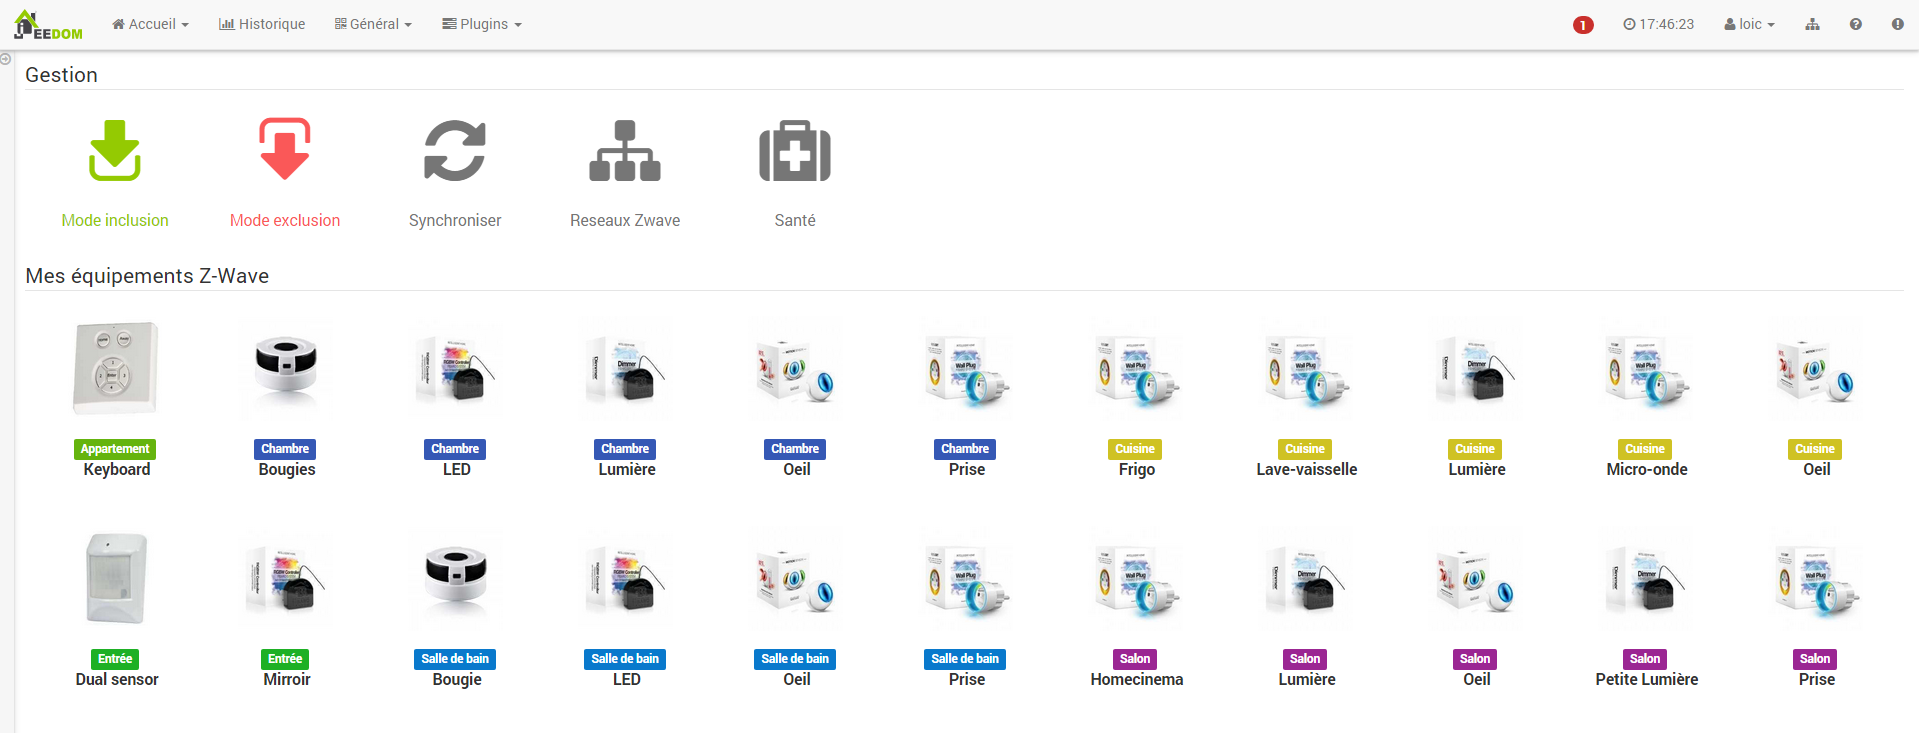 JEEDOM Accueil Historique Général Plugins 1 17:46:23 loic
Gestion
Mode inclusion Mode exclusion Synchroniser Reseaux Zwave Santé
Mes équipements Z-Wave
Appartement Chambre Chambre Chambre Chambre Chambre Cuisine Cuisine Cuisine Cuisine Cuisine
Keyboard Bougies LED Lumière Oeil Prise Frigo Lave-vaisselle Lumière Micro-onde Oeil
Entrée Entrée Salle de bain Salle de bain Salle de bain Salle de bain Salon Salon Salon Salon Salon
Dual sensor Mirroir Bougie LED Oeil Prise Homecinema Lumière Oeil Petite Lumière Prise